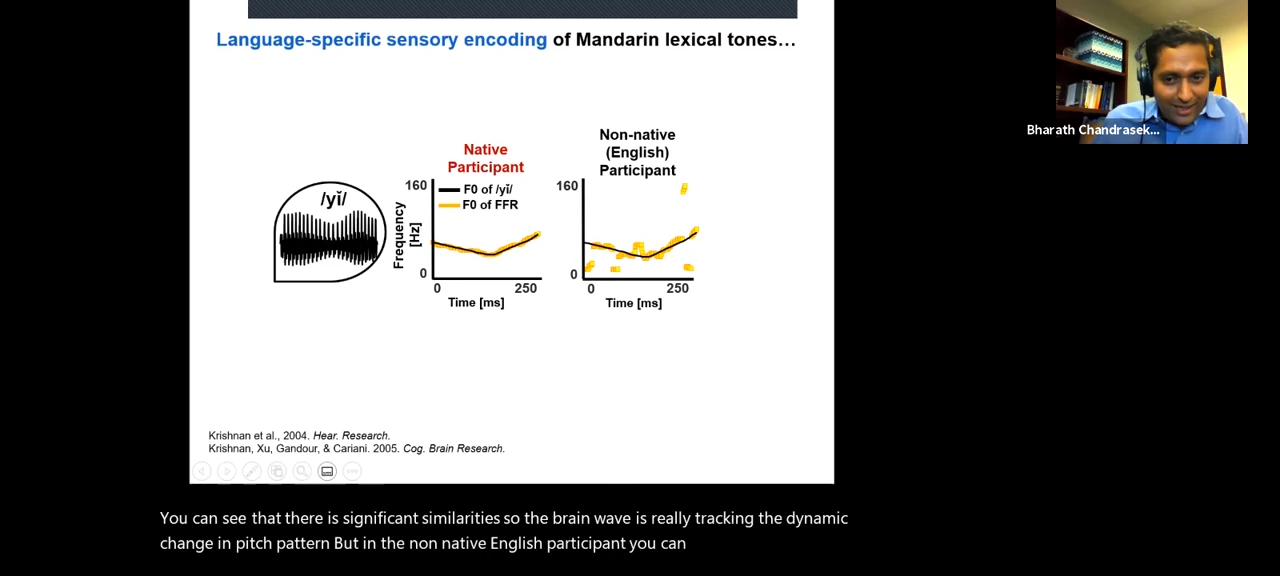 Language-specific sensory encoding of Mandarin lexical tones…
Bharath Chandrasek...
/yǐ/
Native
Participant
160
F0 of /yǐ/
F0 of FFR
Frequency
[Hz]
0
0
250
Time [ms]
Non-native
(English)
Participant
160
0
0
250
Time [ms]
Krishnan et al., 2004. Hear. Research.
Krishnan, Xu, Gandour, & Cariani. 2005. Cog. Brain Research.
You can see that there is significant similarities so the brain wave is really tracking the dynamic
change in pitch pattern But in the non native English participant you can